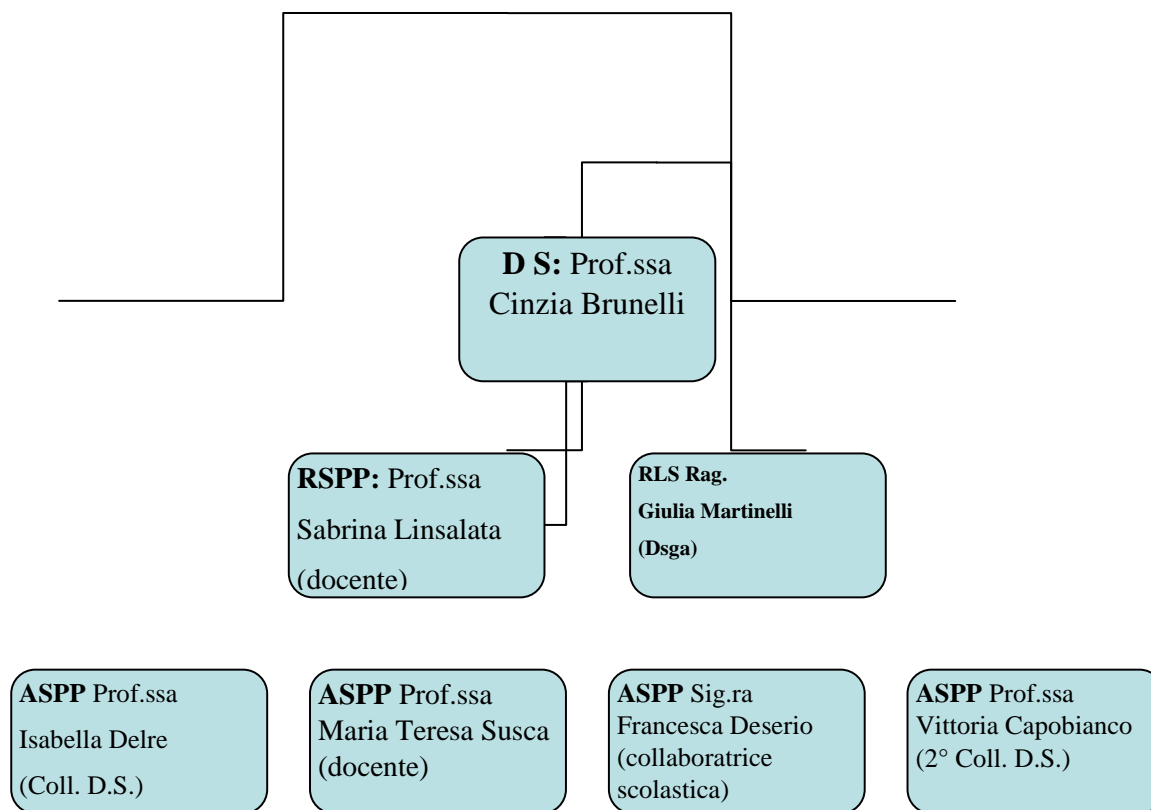 D S: Prof.ssa
Cinzia Brunelli
RSPP: Prof.ssa
Sabrina Linsalata
(docente)
RLS Rag.
Giulia Martinelli
(Dsga)
ASPP Prof.ssa
Isabella Delre
(Coll. D.S.)
ASPP Prof.ssa
Maria Teresa Susca
(docente)
ASPP Sig.ra
Francesca Deserio
(collaboratrice
scolastica)
ASPP Prof.ssa
Vittoria Capobianco
(2° Coll. D.S.)